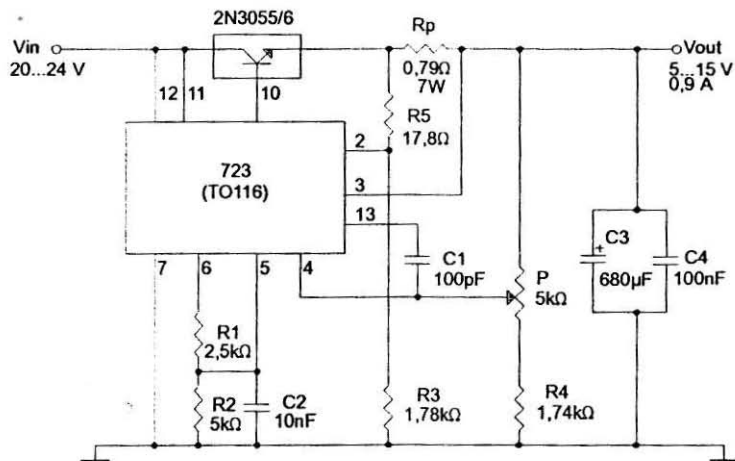 2N3055/6
Vin
20...24 V
Rp
0,79Ω
7W
Vout
5...15 V
0,9 A
12
11
10
R5
17,8Ω
2
723
(TO116)
3
13
7
6
5
4
C1
100pF
P
5kΩ
+
C3
680µF
C4
100nF
R1
2,5kΩ
R2
5kΩ
C2
10nF
R3
1,78kΩ
R4
1,74kΩ